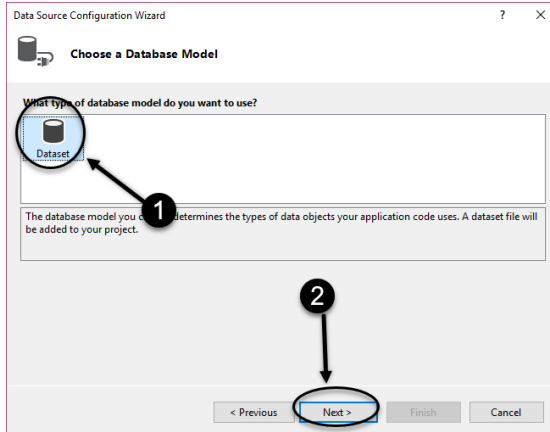 Data Source Configuration Wizard ? ×
Choose a Database Model
What type of database model do you want to use?
Dataset
1
The database model you determines the types of data objects your application code uses. A dataset file will
be added to your project.
2
< Previous Next > Finish Cancel